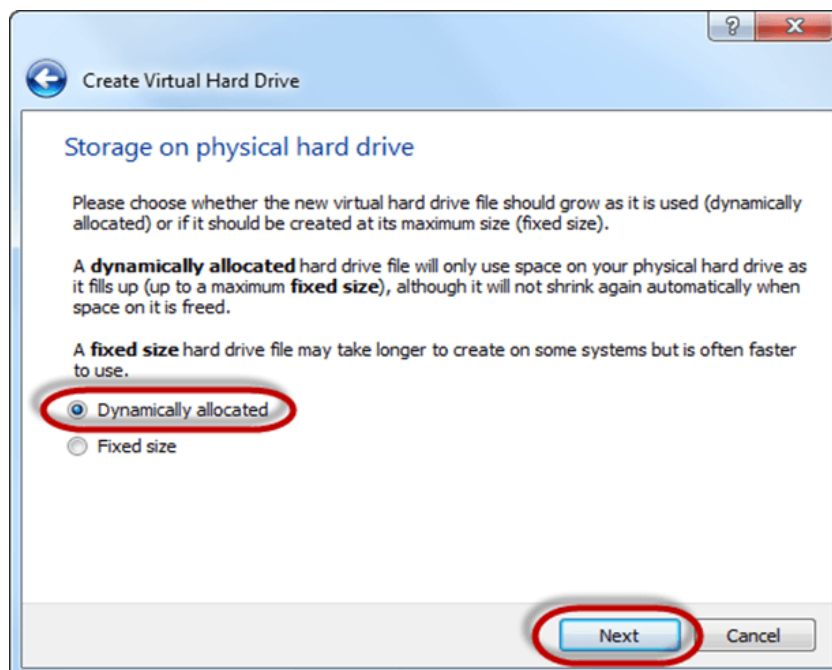 Create Virtual Hard Drive
Storage on physical hard drive
Please choose whether the new virtual hard drive file should grow as it is used (dynamically
allocated) or if it should be created at its maximum size (fixed size).
A dynamically allocated hard drive file will only use space on your physical hard drive as
it fills up (up to a maximum fixed size), although it will not shrink again automatically when
space on it is freed.
A fixed size hard drive file may take longer to create on some systems but is often faster
to use.
Dynamically allocated
Fixed size
Next Cancel